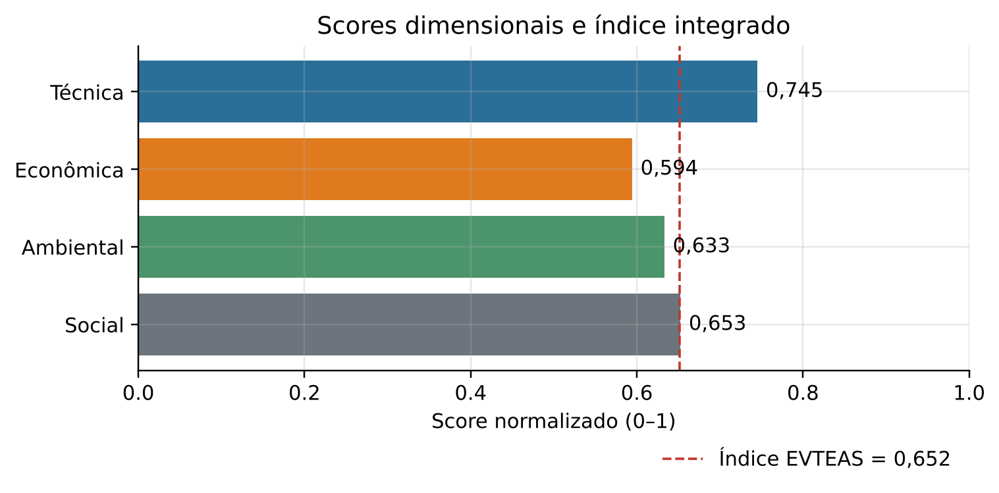 Scores dimensionais e índice integrado
Técnica
0,745
Econômica
0,594
Ambiental
0,633
Social
0,653
0.0 0.2 0.4 0.6 0.8 1.0
Score normalizado (0–1)
Índice EVTEAS = 0,652